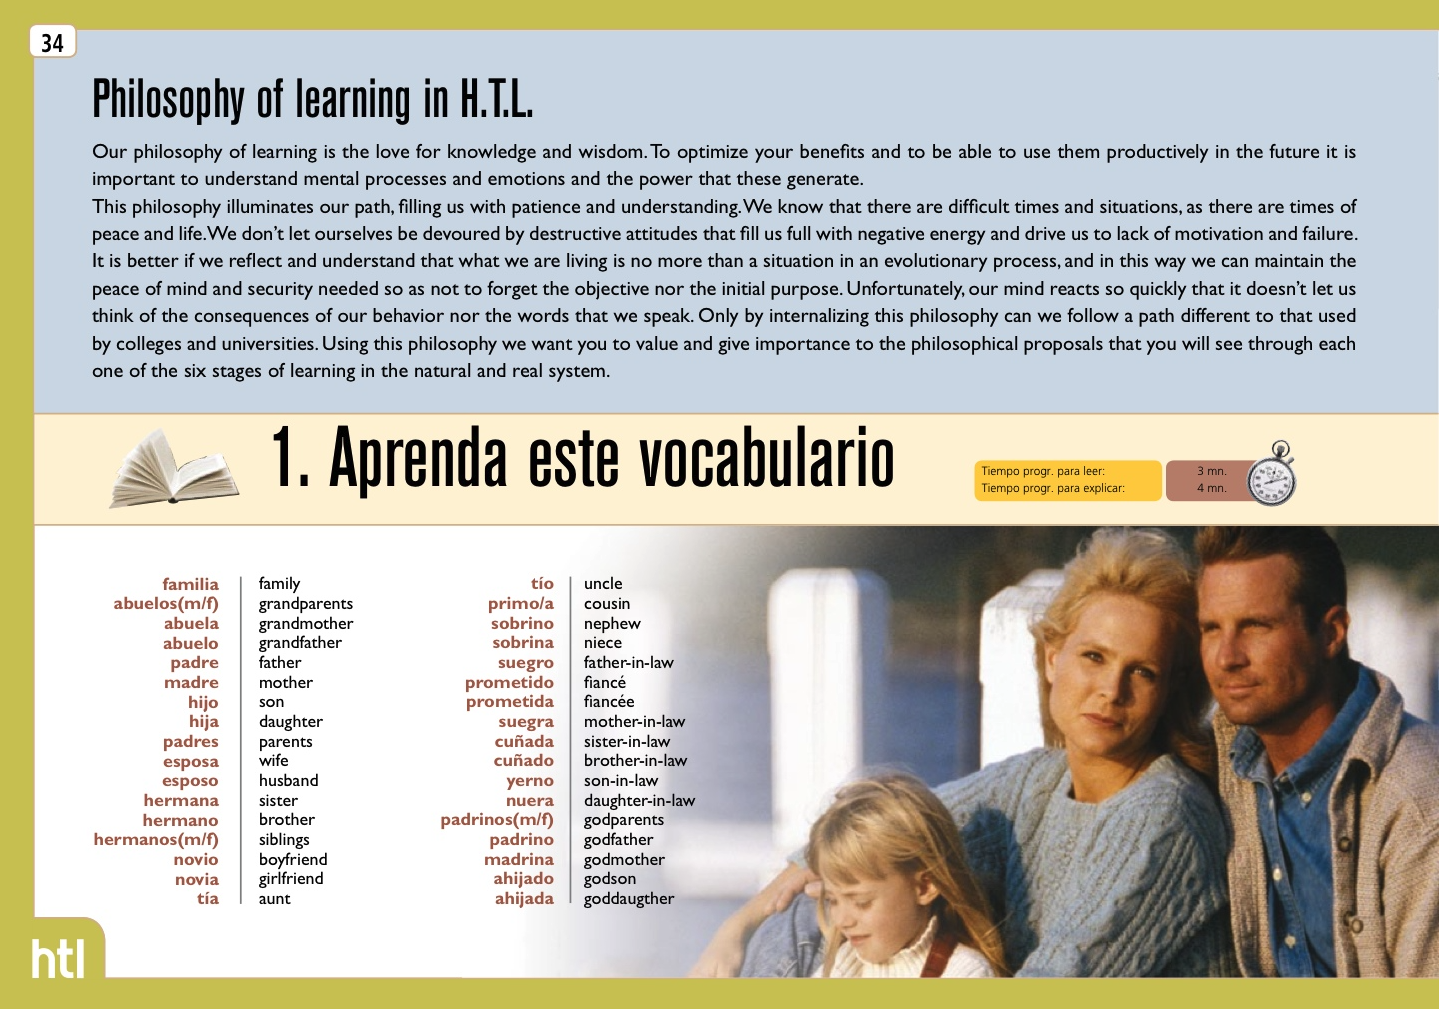 34
Philosophy of learning in H.T.L.
Our philosophy of learning is the love for knowledge and wisdom. To optimize your benefits and to be able to use them productively in the future it is
important to understand mental processes and emotions and the power that these generate.
This philosophy illuminates our path, filling us with patience and understanding. We know that there are difficult times and situations, as there are times of
peace and life. We don't let ourselves be devoured by destructive attitudes that fill us full with negative energy and drive us to lack of motivation and failure.
It is better if we reflect and understand that what we are living is no more than a situation in an evolutionary process, and in this way we can maintain the
peace of mind and security needed so as not to forget the objective nor the initial purpose. Unfortunately, our mind reacts so quickly that it doesn't let us
think of the consequences of our behavior nor the words that we speak. Only by internalizing this philosophy can we follow a path different to that used
by colleges and universities. Using this philosophy we want you to value and give importance to the philosophical proposals that you will see through each
one of the six stages of learning in the natural and real system.
1. Aprenda este vocabulario
Tiempo progr. para leer: 3 mn.
Tiempo progr. para explicar: 4 mn.
familia family
abuelos(m/f) grandparents
abuela grandmother
abuelo grandfather
padre father
madre mother
hijo son
hija daughter
padres parents
esposa wife
esposo husband
hermana sister
hermano brother
hermanos(m/f) siblings
novio boyfriend
novia girlfriend
tía aunt
tío uncle
primo/a cousin
sobrino nephew
sobrina niece
suegro father-in-law
prometido fiancé
prometida fiancée
suegra mother-in-law
cuñada sister-in-law
cuñado brother-in-law
yerno son-in-law
nuera daughter-in-law
padrinos(m/f) godparents
padrino godfather
madrina godmother
ahijado godson
ahijada goddaugther
htl